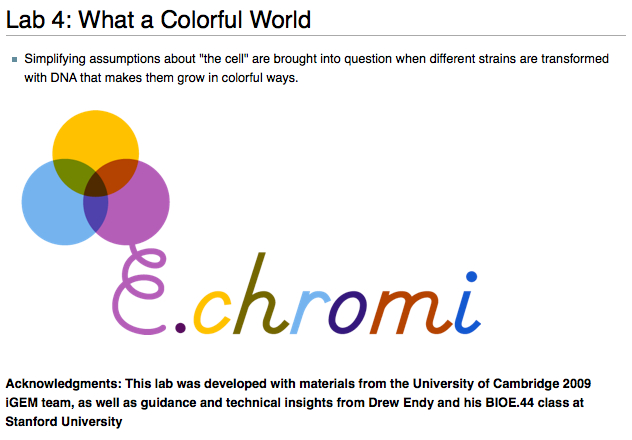 Lab 4: What a Colorful World
Simplifying assumptions about "the cell" are brought into question when different strains are transformed
with DNA that makes them grow in colorful ways.
E.chromi
Acknowledgments: This lab was developed with materials from the University of Cambridge 2009
iGEM team, as well as guidance and technical insights from Drew Endy and his BIOE.44 class at
Stanford University